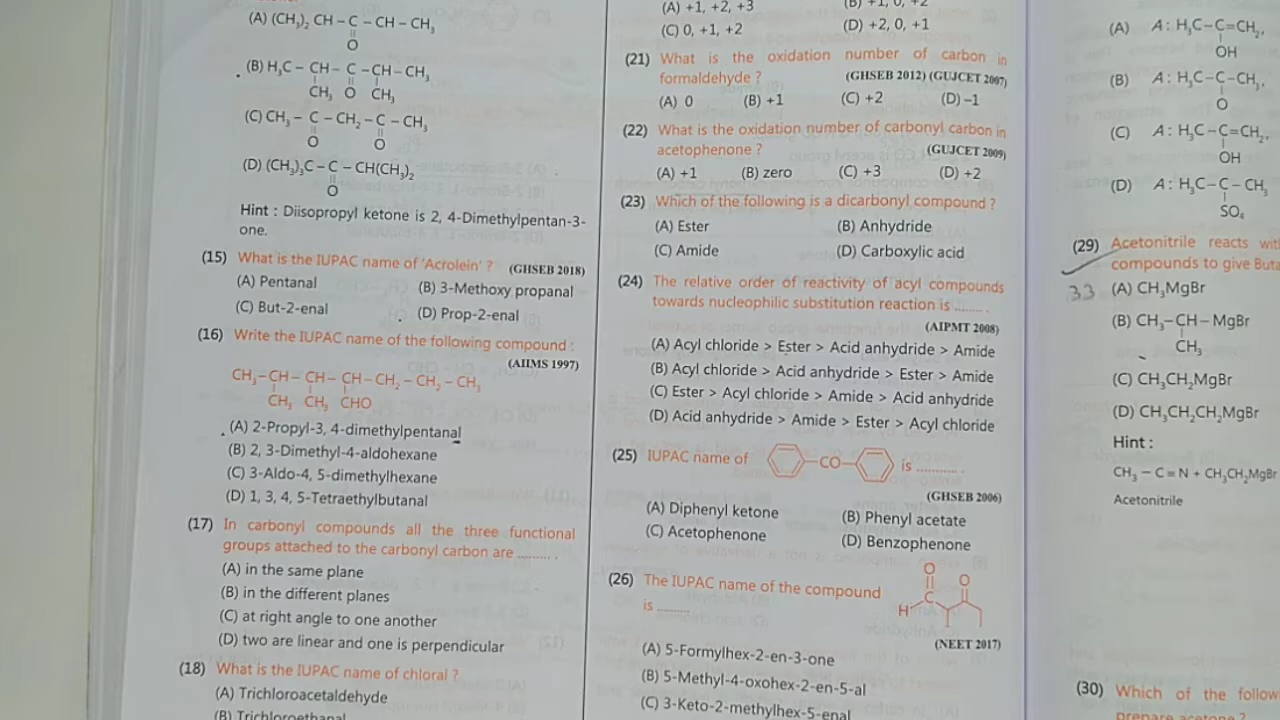 (A) (CH₃)₂ CH – C – CH – CH₃
||
O
(B) H₃C – CH – C – CH – CH₃
| || |
CH₃ O CH₃
(C) CH₃ – C – CH₂ – C – CH₃
|| ||
O O
(D) (CH₃)₃C – C – CH(CH₃)₂
||
O
Hint : Diisopropyl ketone is 2, 4-Dimethylpentan-3-
one.
(15) What is the IUPAC name of 'Acrolein' ? (GHSEB 2018)
(A) Pentanal (B) 3-Methoxy propanal
(C) But-2-enal (D) Prop-2-enal
(16) Write the IUPAC name of the following compound :
(AIIMS 1997)
CH₃ – CH – CH – CH – CH₂ – CH₂ – CH₃
| | |
CH₃ CH₃ CHO
(A) 2-Propyl-3, 4-dimethylpentanal
(B) 2, 3-Dimethyl-4-aldohexane
(C) 3-Aldo-4, 5-dimethylhexane
(D) 1, 3, 4, 5-Tetraethylbutanal
(17) In carbonyl compounds all the three functional
groups attached to the carbonyl carbon are .......... .
(A) in the same plane
(B) in the different planes
(C) at right angle to one another
(D) two are linear and one is perpendicular
(18) What is the IUPAC name of chloral ?
(A) Trichloroacetaldehyde
(B) Trichloroethanal
(A) +1, +2, +3 (B) +1, 0, +2
(C) 0, +1, +2 (D) +2, 0, +1
(21) What is the oxidation number of carbon in
formaldehyde ? (GHSEB 2012) (GUJCET 2007)
(A) 0 (B) +1 (C) +2 (D) –1
(22) What is the oxidation number of carbonyl carbon in
acetophenone ? (GUJCET 2009)
(A) +1 (B) zero (C) +3 (D) +2
(23) Which of the following is a dicarbonyl compound ?
(A) Ester (B) Anhydride
(C) Amide (D) Carboxylic acid
(24) The relative order of reactivity of acyl compounds
towards nucleophilic substitution reaction is ........ .
(AIPMT 2008)
(A) Acyl chloride > Ester > Acid anhydride > Amide
(B) Acyl chloride > Acid anhydride > Ester > Amide
(C) Ester > Acyl chloride > Amide > Acid anhydride
(D) Acid anhydride > Amide > Ester > Acyl chloride
(25) IUPAC name of –CO– is ........... .
(GHSEB 2006)
(A) Diphenyl ketone (B) Phenyl acetate
(C) Acetophenone (D) Benzophenone
(26) The IUPAC name of the compound
is .........
O O
C
H
(NEET 2017)
(A) 5-Formylhex-2-en-3-one
(B) 5-Methyl-4-oxohex-2-en-5-al
(C) 3-Keto-2-methylhex-5-enal
(A) A : H₃C–C=CH₂,
|
OH
(B) A : H₃C–C–CH₃,
|
O
(C) A : H₃C–C=CH₂,
|
OH
(D) A : H₃C–C–CH₃
|
SO₄
(29) Acetonitrile reacts
compounds to give
33 (A) CH₃MgBr
(B) CH₃–CH–MgBr
|
CH₃
(C) CH₃CH₂MgBr
(D) CH₃CH₂CH₂MgBr
Hint :
CH₃ – C ≡ N + CH₃CH₂MgBr
Acetonitrile
(30) Which of the
prepare acetone ?